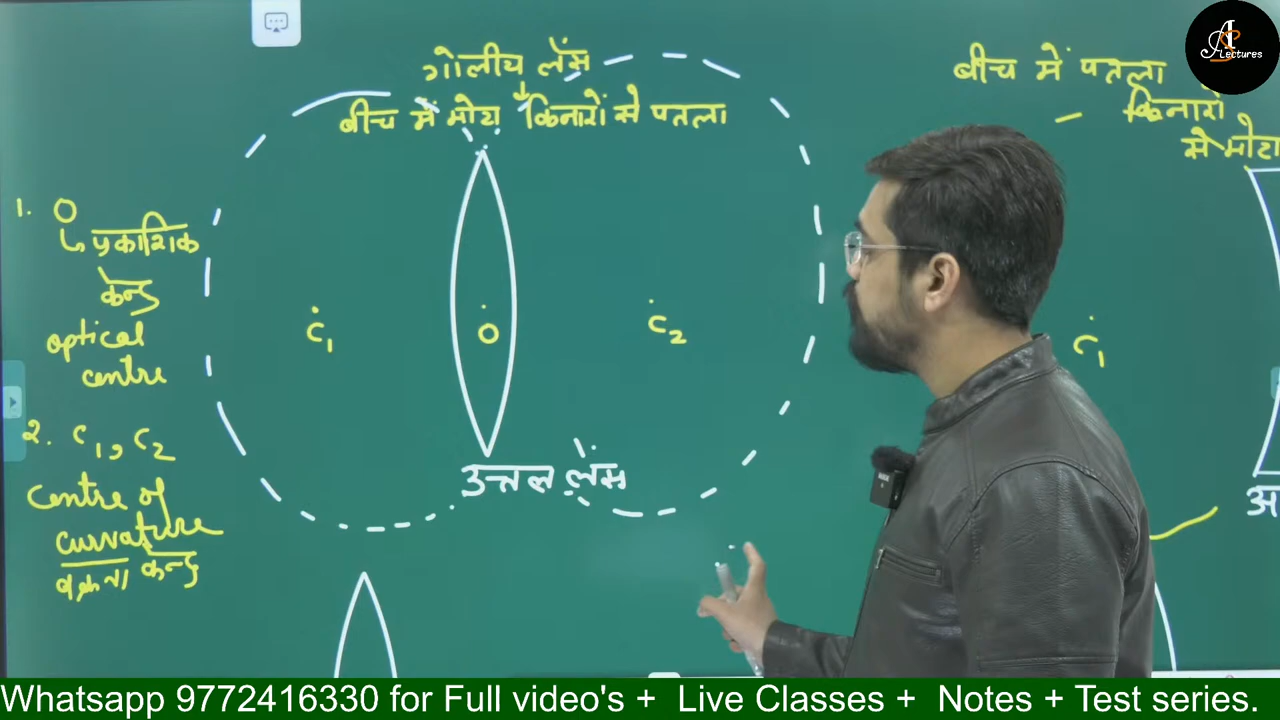 गोलीय लेंस
बीच में मोटा किनारों से पतला
1. O
प्रकाशिक
केन्द्र
optical
centre
2. C1, C2
Centre of
curvature
वक्रता केन्द्र
C1
O
C2
उत्तल लेंस
बीच में पतला
किनारों
से मोटा
C1
अ
AS Lectures
Whatsapp 9772416330 for Full video's + Live Classes + Notes + Test series.